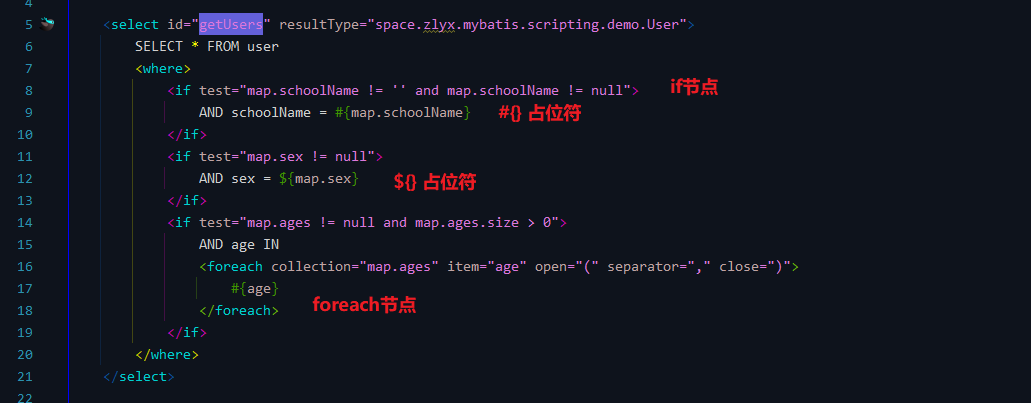 4
5 <select id="getUsers" resultType="space.zlyx.mybatis.scripting.demo.User">
6 SELECT * FROM user
7 <where>
8 <if test="map.schoolName != '' and map.schoolName != null"> if节点
9 AND schoolName = #{map.schoolName} #{} 占位符
10 </if>
11 <if test="map.sex != null">
12 AND sex = ${map.sex} ${} 占位符
13 </if>
14 <if test="map.ages != null and map.ages.size > 0">
15 AND age IN
16 <foreach collection="map.ages" item="age" open="(" separator="," close=")">
17 #{age} foreach节点
18 </foreach>
19 </if>
20 </where>
21 </select>
22